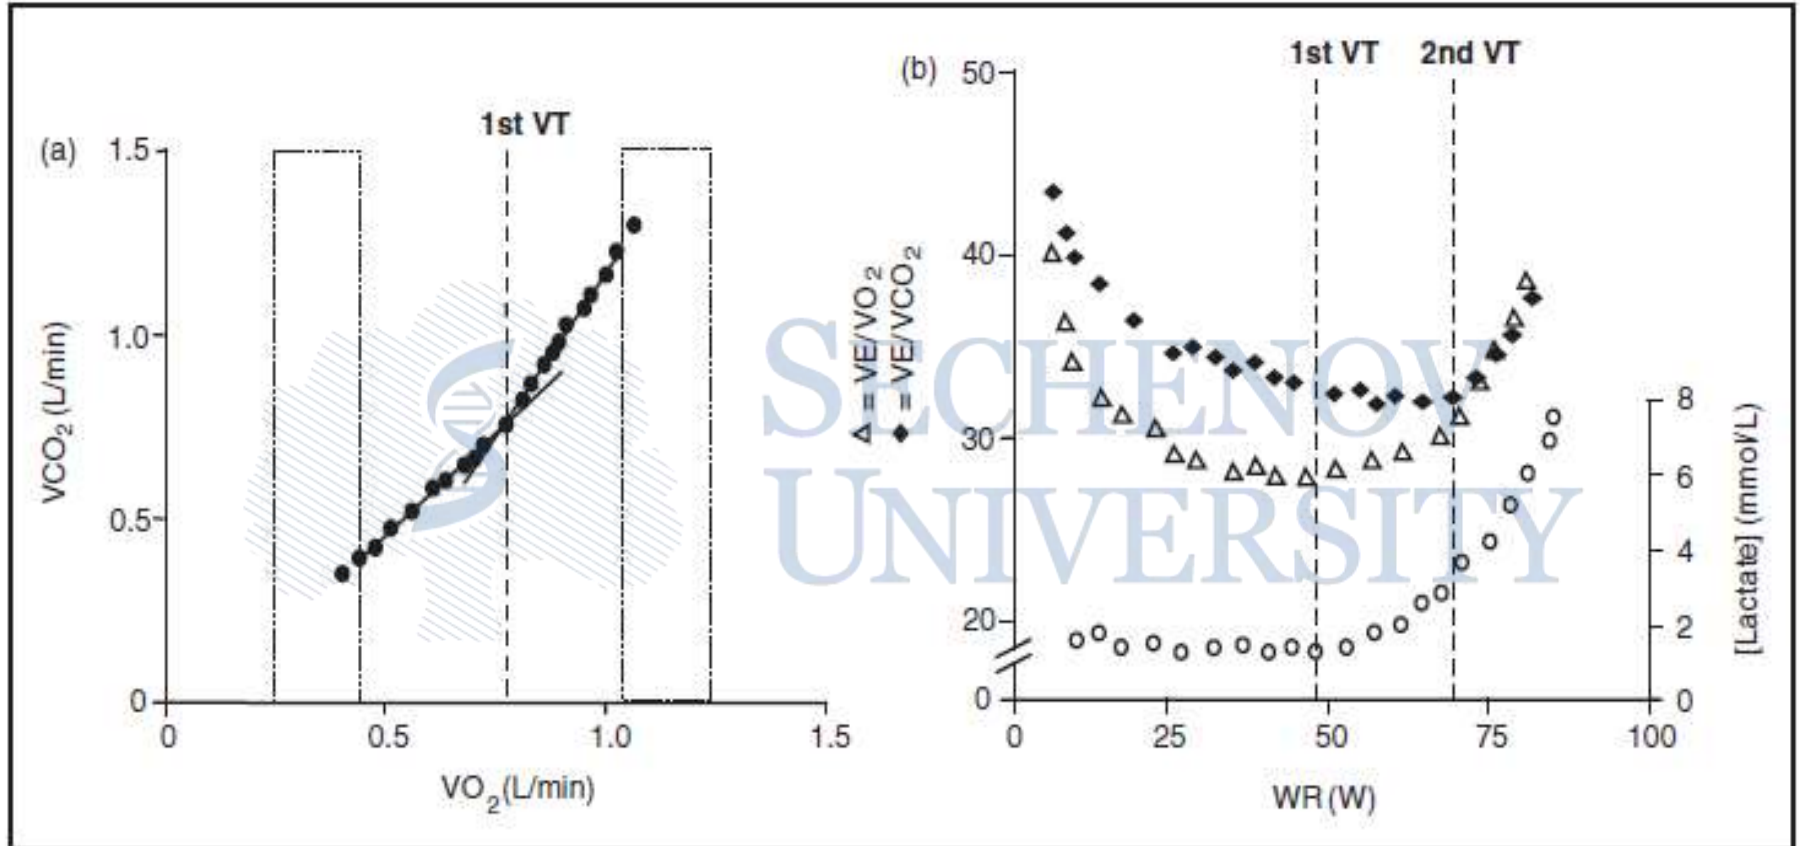 (a)
1st VT
1.5
1.0
0.5
0
VCO2 (L/min)
0
0.5
1.0
1.5
VO2(L/min)
(b)
1st VT
2nd VT
50
40
30
20
0
△ = VE/VO2
◆ = VE/VCO2
8
6
4
2
0
[Lactate] (mmol/L)
0
25
50
75
100
WR (W)
SECHENOV
UNIVERSITY